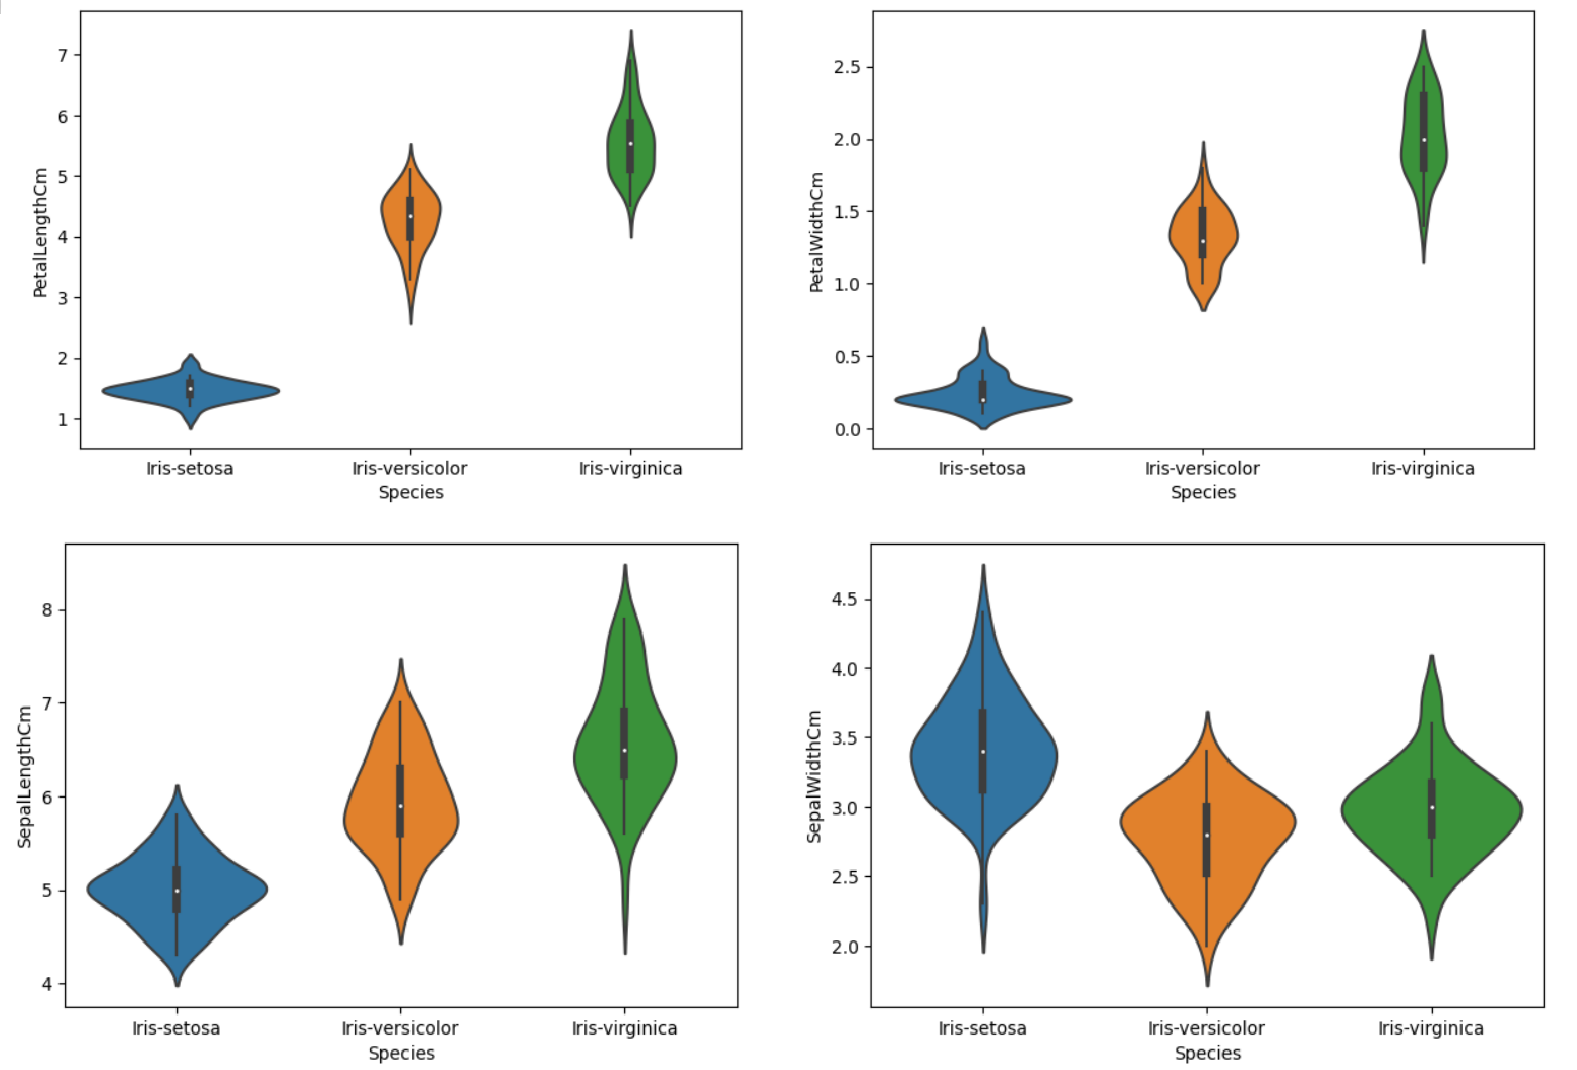 PetalLengthCm
7
6
5
4
3
2
1
Iris-setosa Iris-versicolor Iris-virginica
Species
PetalWidthCm
2.5
2.0
1.5
1.0
0.5
0.0
Iris-setosa Iris-versicolor Iris-virginica
Species
SepalLengthCm
8
7
6
5
4
Iris-setosa Iris-versicolor Iris-virginica
Species
SepalWidthCm
4.5
4.0
3.5
3.0
2.5
2.0
Iris-setosa Iris-versicolor Iris-virginica
Species